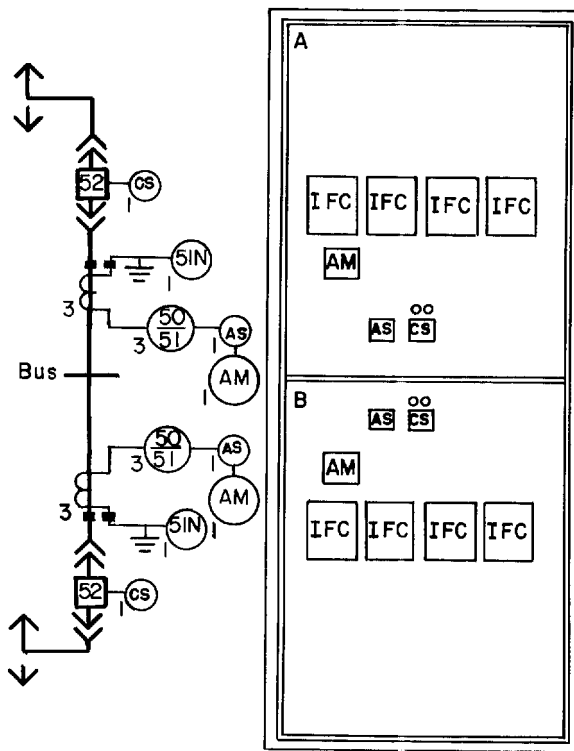 A
52 CS
1
IFC IFC IFC IFC
51N
1
AM
3
50
51
3
AS
1
AS CS
Bus
AM
1
B
50
51
3
AS
1
AS CS
AM
1
AM
3
51N
1
IFC IFC IFC IFC
52 CS
1